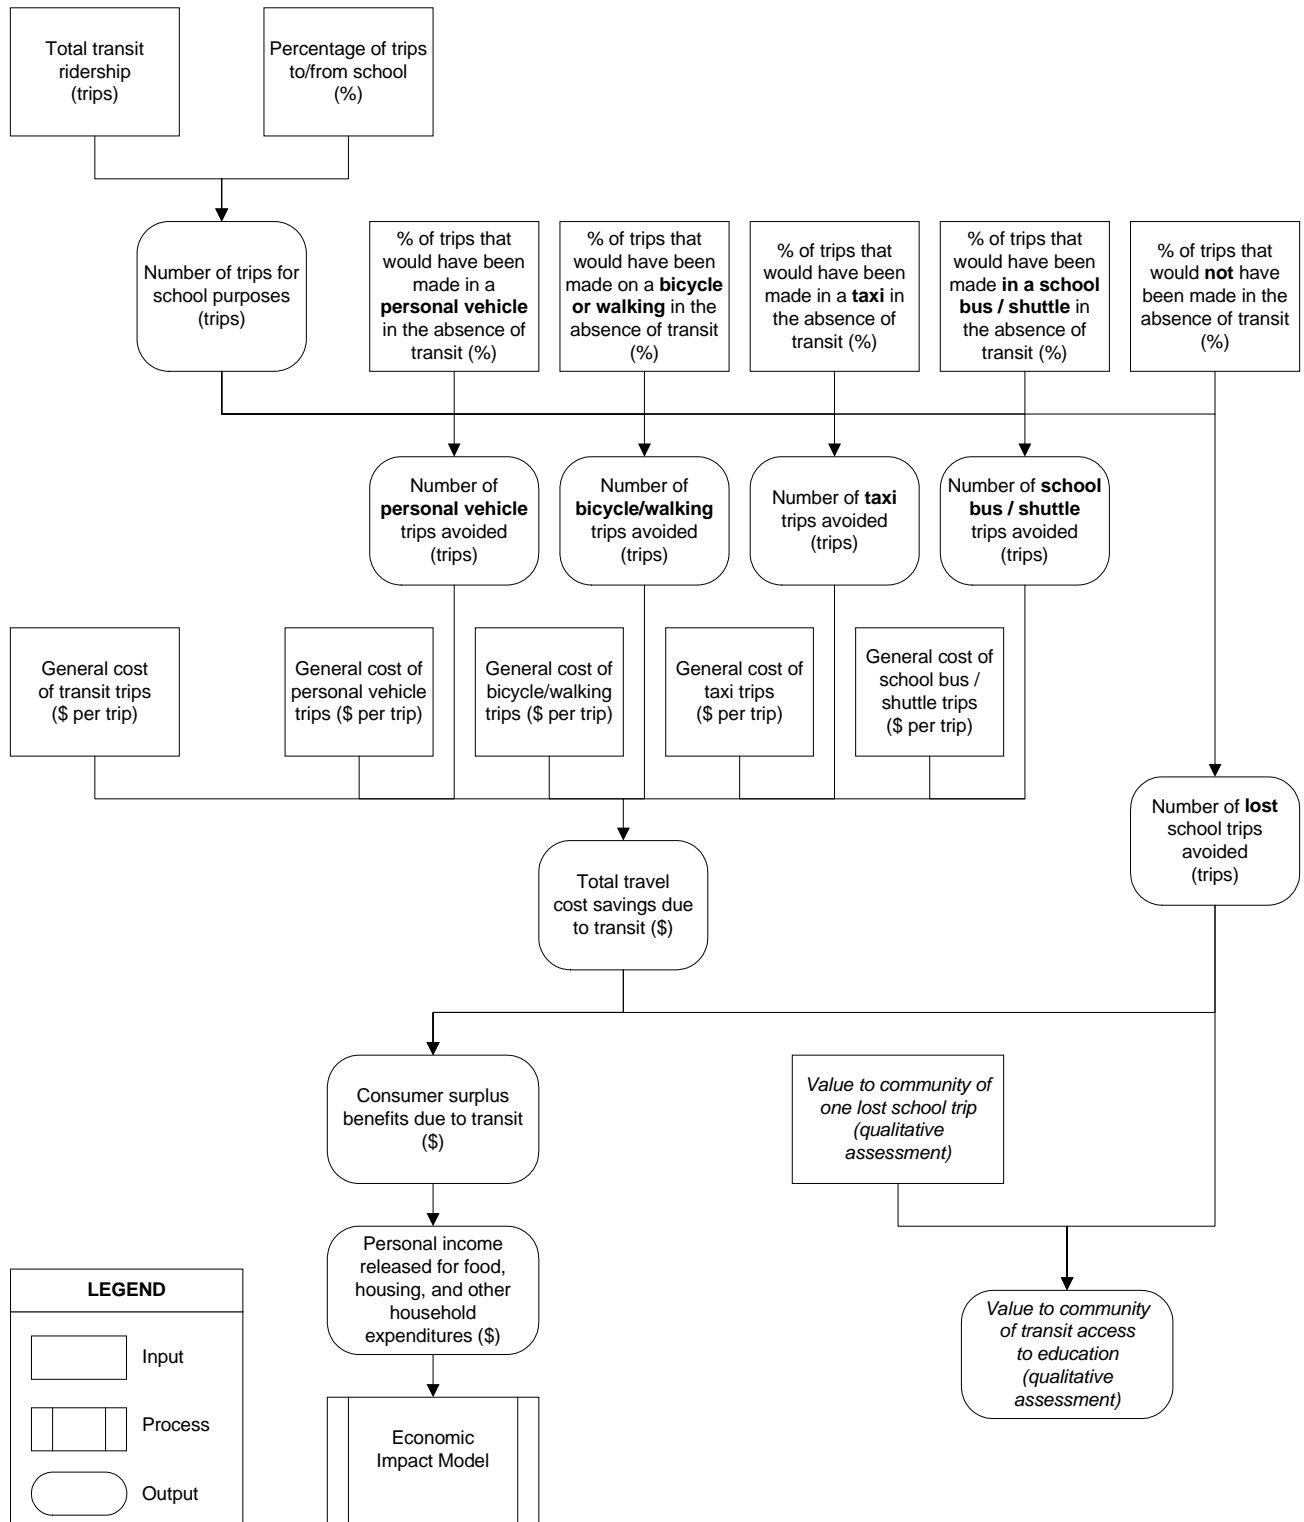 Total transit
ridership
(trips)
Percentage of trips
to/from school
(%)
Number of trips for
school purposes
(trips)
% of trips that
would have been
made in a
personal vehicle
in the absence of
transit (%)
% of trips that
would have been
made on a bicycle
or walking in the
absence of transit
(%)
% of trips that
would have been
made in a taxi in
the absence of
transit (%)
% of trips that
would have been
made in a school
bus / shuttle in
the absence of
transit (%)
% of trips that
would not have
been made in the
absence of transit
(%)
Number of
personal vehicle
trips avoided
(trips)
Number of
bicycle/walking
trips avoided
(trips)
Number of taxi
trips avoided
(trips)
Number of school
bus / shuttle
trips avoided
(trips)
General cost
of transit trips
($ per trip)
General cost of
personal vehicle
trips ($ per trip)
General cost of
bicycle/walking
trips ($ per trip)
General cost of
taxi trips
($ per trip)
General cost of
school bus /
shuttle trips
($ per trip)
Number of lost
school trips
avoided
(trips)
Total travel
cost savings due
to transit ($)
Consumer surplus
benefits due to transit
($)
Value to community of
one lost school trip
(qualitative
assessment)
Personal income
released for food,
housing, and other
household
expenditures ($)
Value to community
of transit access
to education
(qualitative
assessment)
Economic
Impact Model
LEGEND
Input
Process
Output